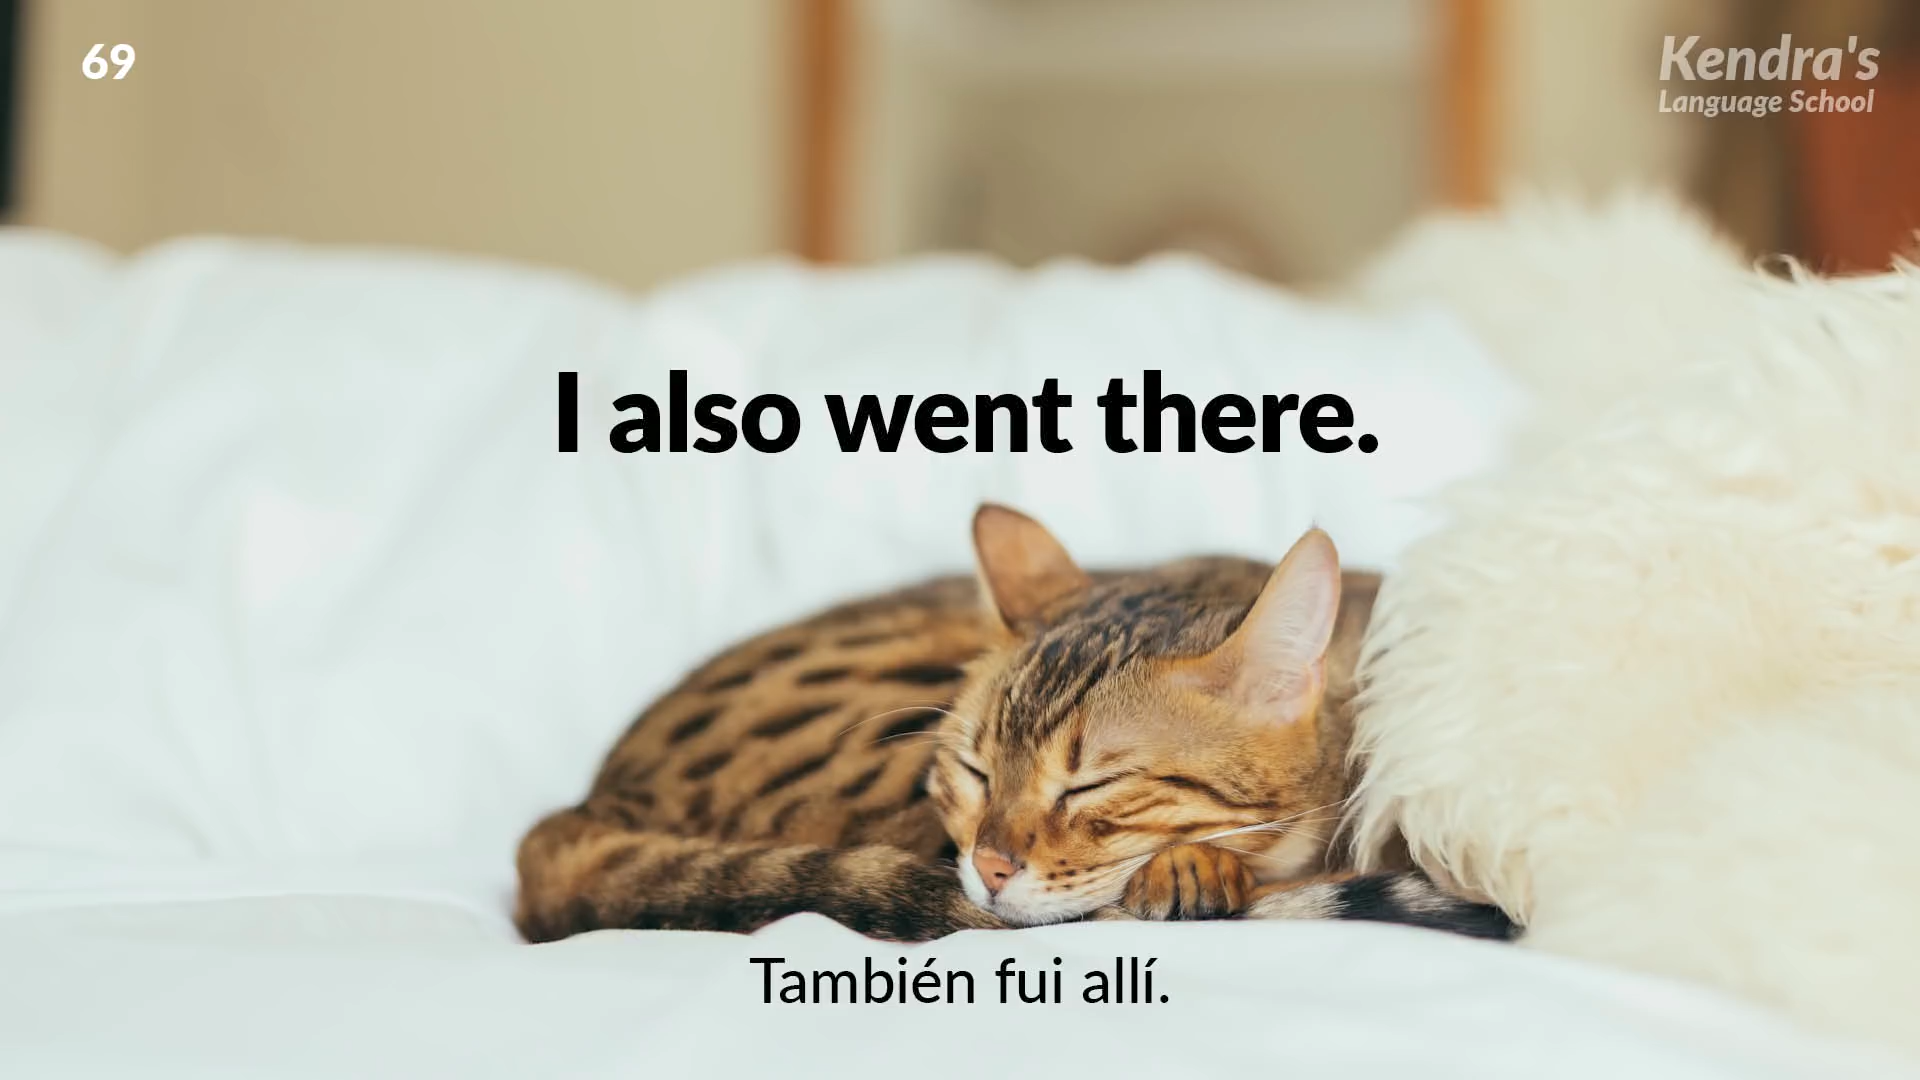 69
Kendra's
Language School
I also went there.
También fui allí.